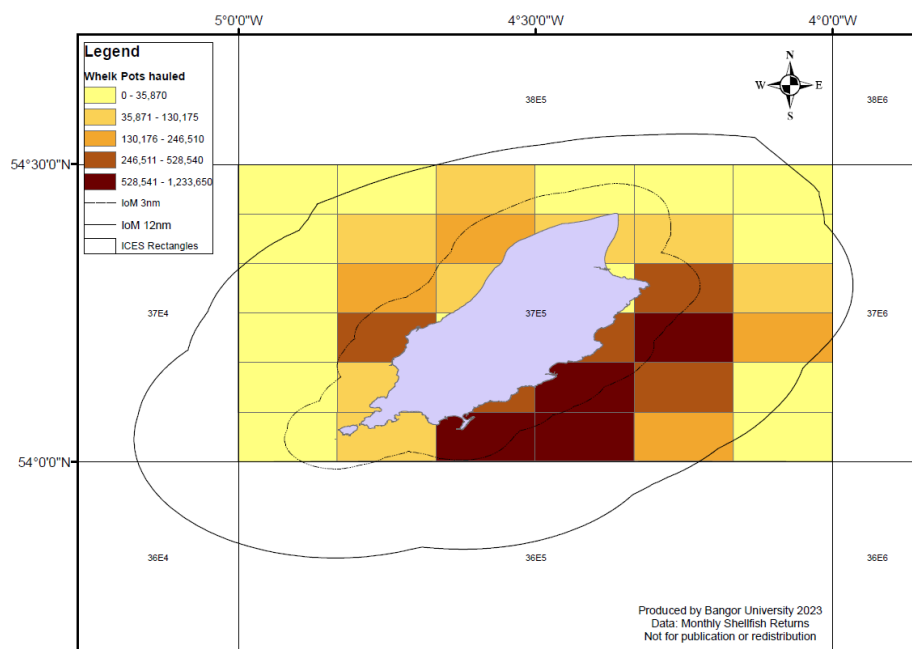 5°0'0"W
4°30'0"W
4°0'0"W
Legend
Whelk Pots hauled
0 - 35,870
35,871 - 130,175
130,176 - 246,510
246,511 - 528,540
528,541 - 1,233,650
IoM 3nm
IoM 12nm
ICES Rectangles
N
W E
S
38E5
38E6
54°30'0"N
37E4
37E5
37E6
54°0'0"N
36E4
36E5
36E6
Produced by Bangor University 2023
Data: Monthly Shellfish Returns
Not for publication or redistribution